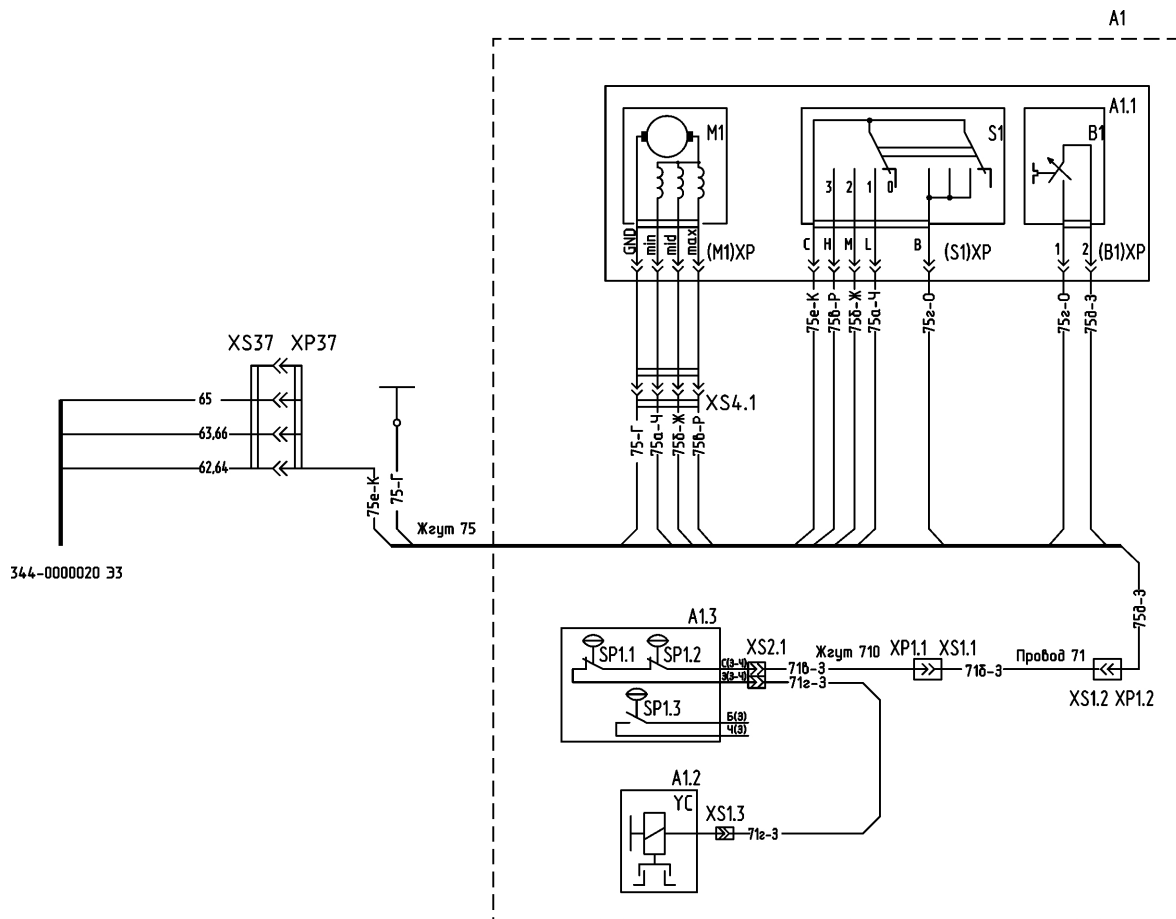 A1
A1.1
M1
S1
B1
3 2 1 0
GND min mid max (M1)XP
C H M L B (S1)XP
1 2 (B1)XP
75е-К 75в-Р 75б-Ж 75а-Ч 75г-О 75г-О 75д-З
XS37 XP37
65
63,66
62,64
XS4.1
75-Г 75а-Ч 75б-Ж 75в-Р
75е-К 75-Г
Жгут 75
344-0000020 ЭЗ
75д-З
A1.3
SP1.1 SP1.2
С(З-Ч)
З(З-Ч)
SP1.3
Б(З)
Ч(З)
XS2.1
Жгут 710
XP1.1 XS1.1
Провод 71
71в-З
71б-З
71г-З
XS1.2 XP1.2
A1.2
YC
XS1.3
71г-З